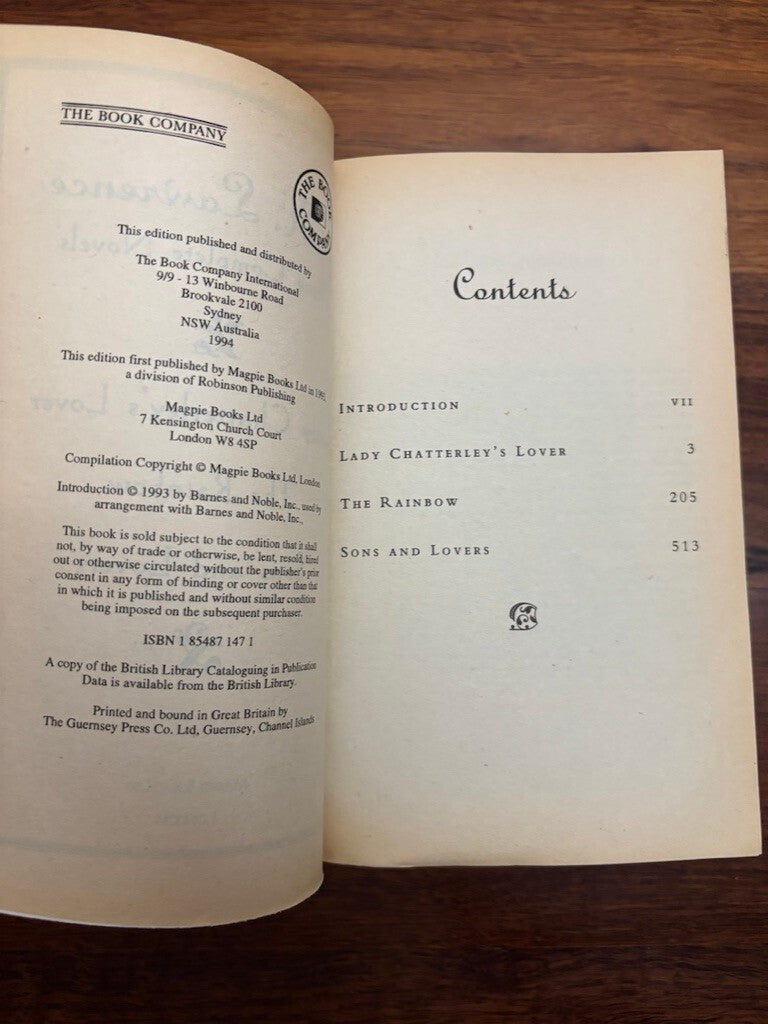 THE BOOK COMPANY
THE BOOK COMPANY
This edition published and distributed by
The Book Company International
9/9 - 13 Winbourne Road
Brookvale 2100
Sydney
NSW Australia
1994
This edition first published by Magpie Books Ltd in
a division of Robinson Publishing
Magpie Books Ltd
7 Kensington Church Court
London W8 4SP
Compilation Copyright © Magpie Books Ltd, London
Introduction © 1993 by Barnes and Noble, Inc., used by
arrangement with Barnes and Noble, Inc.,
This book is sold subject to the condition that it shall
not, by way of trade or otherwise, be lent, resold, hired
out or otherwise circulated without the publisher's prior
consent in any form of binding or cover other than that
in which it is published and without similar condition
being imposed on the subsequent purchaser.
ISBN 1 85487 147 1
A copy of the British Library Cataloguing in Publication
Data is available from the British Library.
Printed and bound in Great Britain by
The Guernsey Press Co. Ltd, Guernsey, Channel Islands
Contents
INTRODUCTION VII
LADY CHATTERLEY'S LOVER 3
THE RAINBOW 205
SONS AND LOVERS 513